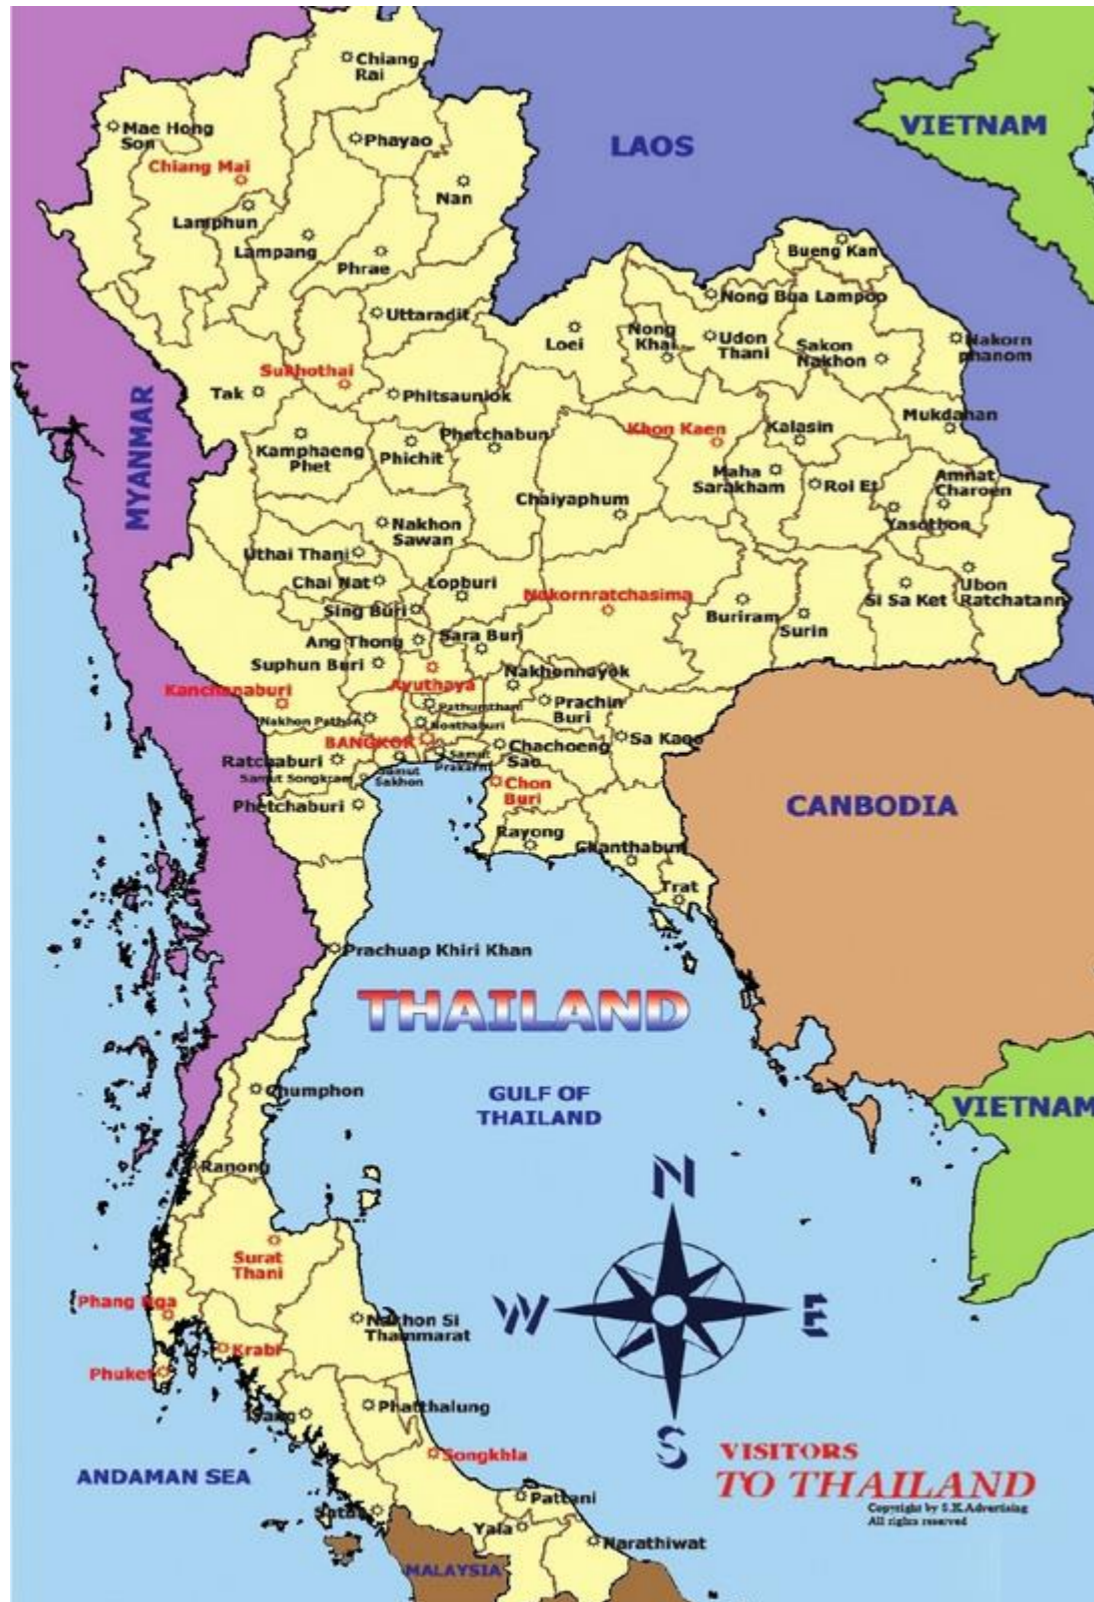 Chiang
Rai
Mae Hong
Son
Phayao
LAOS
VIETNAM
Chiang Mai
Nan
Lamphun
Lampang
Phrae
Bueng Kan
Uttaradit
Nong Bua Lampoo
Loei
Nong
Khai
Udon
Thani
Sakon
Nakhon
Nakorn
phanom
Sukhothai
Tak
Phitsaunlok
MYANMAR
Mukdahan
Kamphaeng
Phet
Phichit
Phetchabun
Khon Kaen
Kalasin
Maha
Sarakham
Roi Et
Amnat
Charoen
Chaiyaphum
Yasothon
Nakhon
Sawan
Uthai Thani
Chai Nat
Lopburi
Nakornratchasima
Sing Buri
Buriram
Surin
Si Sa Ket
Ubon
Ratchatani
Ang Thong
Sara Buri
Suphun Buri
Nakhonnayok
Ayuthaya
Kanchanaburi
Pathumthani
Prachin
Buri
Nakhon Pathon
Nonthaburi
BANGKOK
Samut
Prakarn
Chachoeng
Sao
Sa Kaoo
Ratchaburi
Samut Songkram
Samut
Sakhon
Chon
Buri
Phetchaburi
CANBODIA
Rayong
Chanthaburi
Trat
Prachuap Khiri Khan
THAILAND
Chumphon
GULF OF
THAILAND
VIETNAM
Ranong
N
Surat
Thani
Phang Nga
W
E
Nakhon Si
Thammarat
Krabi
Phuket
Phatthalung
Trang
S
Songkhla
VISITORS
TO THAILAND
Copyright by S.K.Advertising
All rights reserved
ANDAMAN SEA
Pattani
Satun
Yala
Narathiwat
MALAYSIA